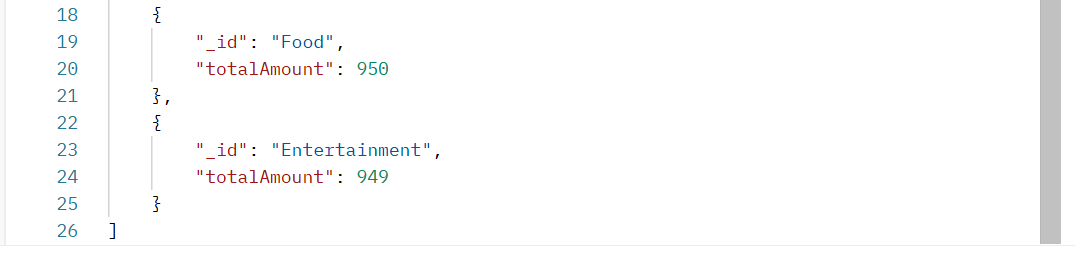 18 {
19 "_id": "Food",
20 "totalAmount": 950
21 },
22 {
23 "_id": "Entertainment",
24 "totalAmount": 949
25 }
26 ]